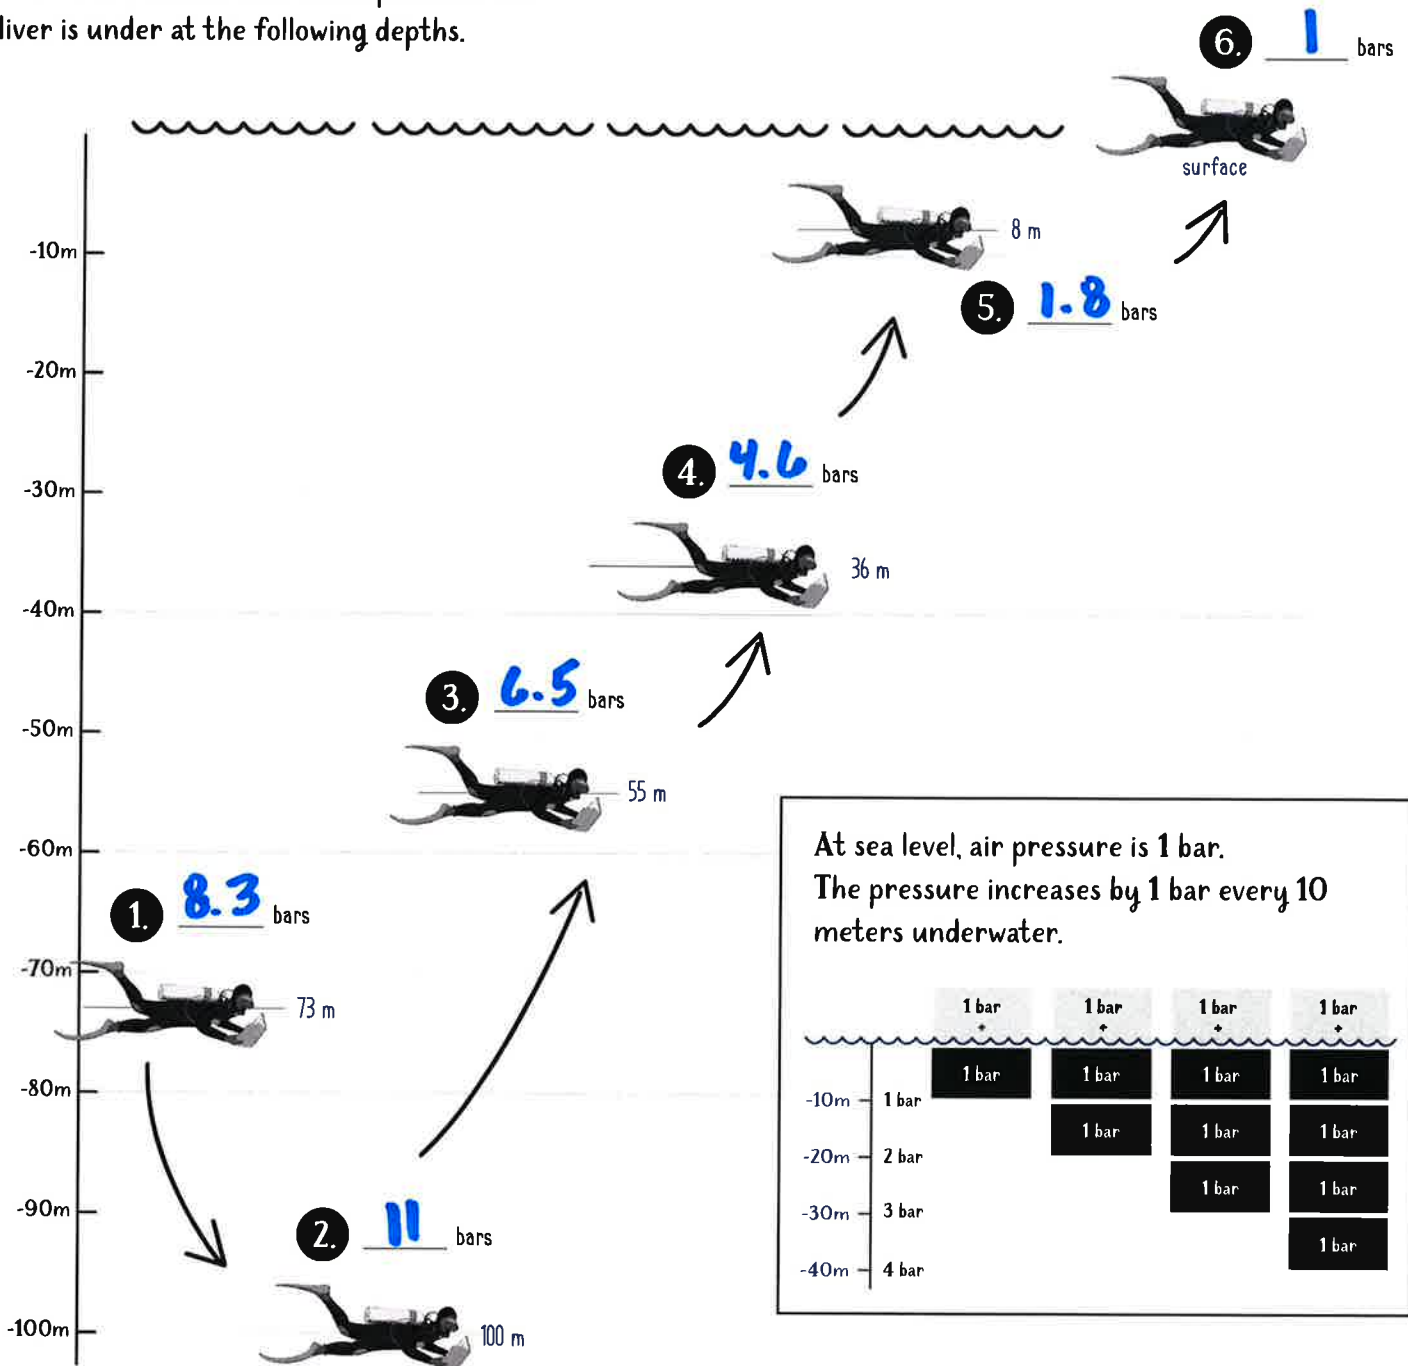 diver is under at the following depths.
6. 1 bars
surface
8 m
5. 1.8 bars
4. 4.6 bars
36 m
3. 6.5 bars
55 m
1. 8.3 bars
73 m
2. 11 bars
100 m
-10m
-20m
-30m
-40m
-50m
-60m
-70m
-80m
-90m
-100m
At sea level, air pressure is 1 bar.
The pressure increases by 1 bar every 10
meters underwater.
1 bar 1 bar 1 bar 1 bar
+ + + +
1 bar 1 bar 1 bar 1 bar
-10m 1 bar
1 bar 1 bar 1 bar
-20m 2 bar
1 bar 1 bar
-30m 3 bar
1 bar
-40m 4 bar